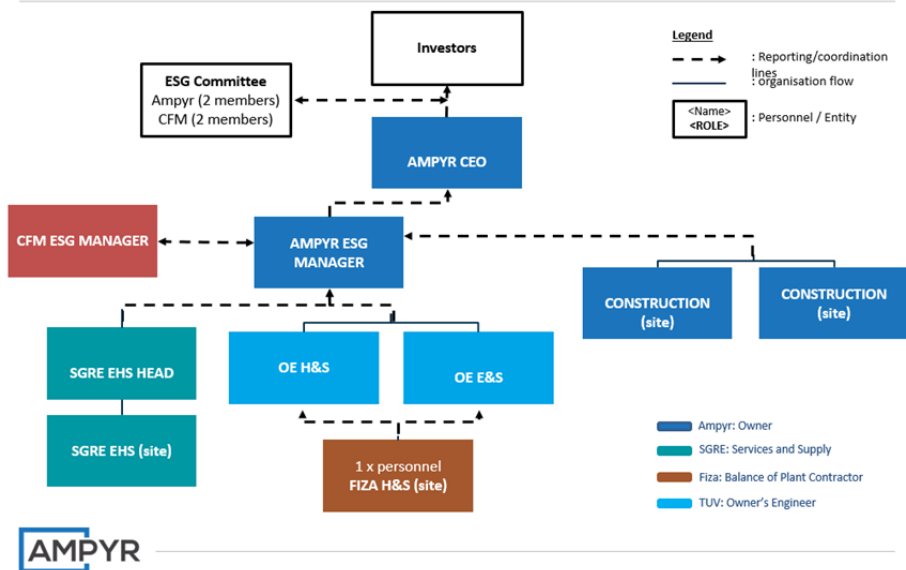 Investors
ESG Committee
Ampyr (2 members)
CFM (2 members)
Legend
: Reporting/coordination
lines
: organisation flow
<Name>
<ROLE>
: Personnel / Entity
AMPYR CEO
CFM ESG MANAGER
AMPYR ESG
MANAGER
CONSTRUCTION
(site)
CONSTRUCTION
(site)
SGRE EHS HEAD
OE H&S
OE E&S
SGRE EHS (site)
1 x personnel
FIZA H&S (site)
Ampyr: Owner
SGRE: Services and Supply
Fiza: Balance of Plant Contractor
TUV: Owner's Engineer
AMPYR